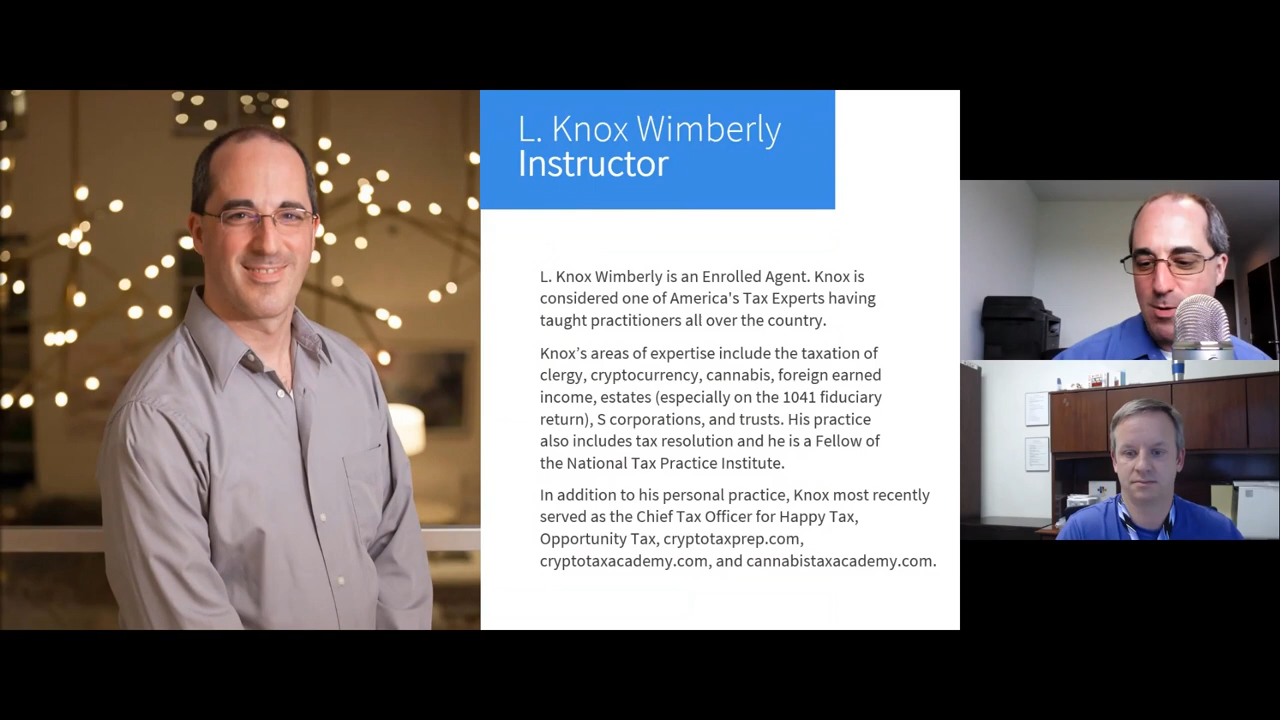 L. Knox Wimberly
Instructor
L. Knox Wimberly is an Enrolled Agent. Knox is
considered one of America's Tax Experts having
taught practitioners all over the country.
Knox’s areas of expertise include the taxation of
clergy, cryptocurrency, cannabis, foreign earned
income, estates (especially on the 1041 fiduciary
return), S corporations, and trusts. His practice
also includes tax resolution and he is a Fellow of
the National Tax Practice Institute.
In addition to his personal practice, Knox most recently
served as the Chief Tax Officer for Happy Tax,
Opportunity Tax, cryptotaxprep.com,
cryptotaxacademy.com, and cannabistaxacademy.com.